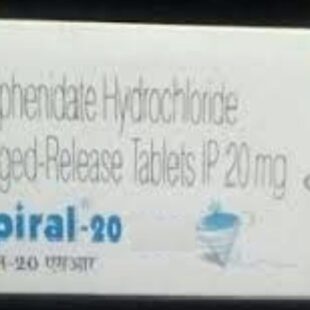 phenidate Hydrochloride
ged-Release Tablets IP 20 mg
piral®-20
-20 एसआर